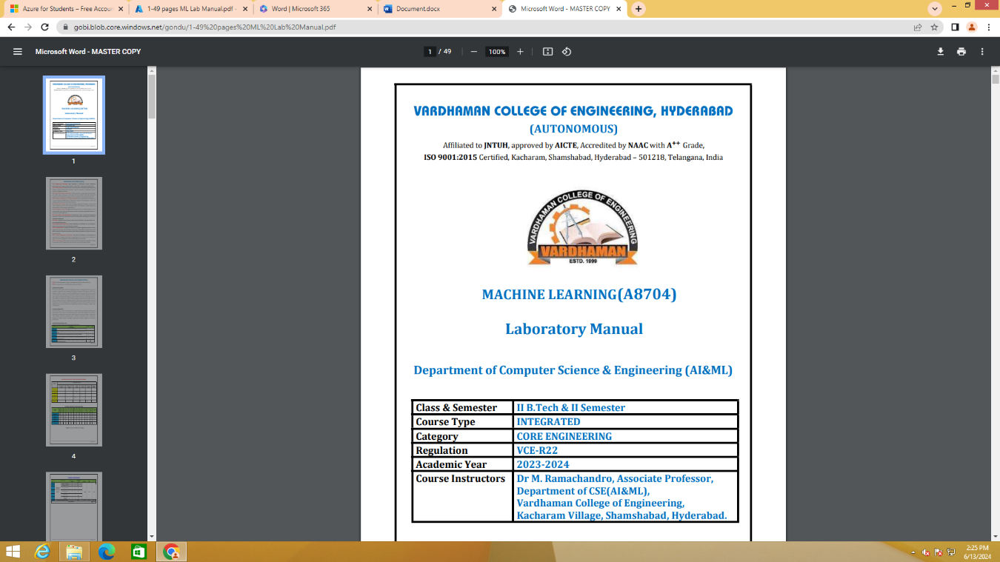 Azure for Students – Free Accou
1-49 pages ML Lab Manual.pdf -
Word | Microsoft 365
Document.docx
Microsoft Word - MASTER COPY
gobi.blob.core.windows.net/gondu/1-49%20pages%20ML%20Lab%20Manual.pdf
Microsoft Word - MASTER COPY
1 / 49
100%
1
2
3
4
VARDHAMAN COLLEGE OF ENGINEERING, HYDERABAD
(AUTONOMOUS)
Affiliated to JNTUH, approved by AICTE, Accredited by NAAC with A++ Grade,
ISO 9001:2015 Certified, Kacharam, Shamshabad, Hyderabad – 501218, Telangana, India
VARDHAMAN COLLEGE OF ENGINEERING
VARDHAMAN
ESTD. 1999
MACHINE LEARNING(A8704)
Laboratory Manual
Department of Computer Science & Engineering (AI&ML)
Class & Semester II B.Tech & II Semester
Course Type INTEGRATED
Category CORE ENGINEERING
Regulation VCE-R22
Academic Year 2023-2024
Course Instructors Dr M. Ramachandro, Associate Professor,
Department of CSE(AI&ML),
Vardhaman College of Engineering,
Kacharam Village, Shamshabad, Hyderabad.
2:25 PM
6/13/2024